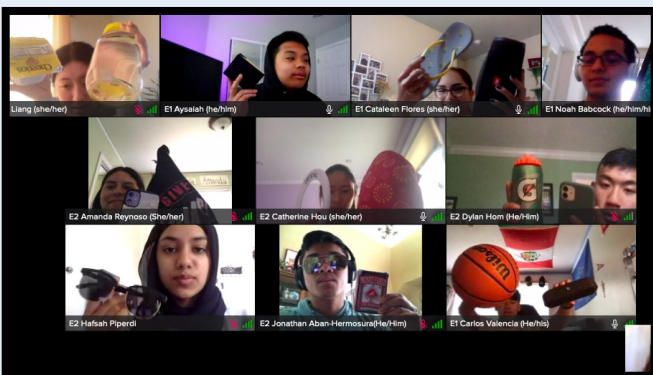 Cheerios
Liang (she/her)
E1 Aysaiah (he/him)
E1 Cataleen Flores (she/her)
E1 Noah Babcock (he/him/hi
E2 Amanda Reynoso (She/her)
E2 Catherine Hou (she/her)
G
E2 Dylan Hom (He/Him)
E2 Hafsah Piperdi
E2 Jonathan Aban-Hermosura(He/Him)
Wilson
E1 Carlos Valencia (He/his)